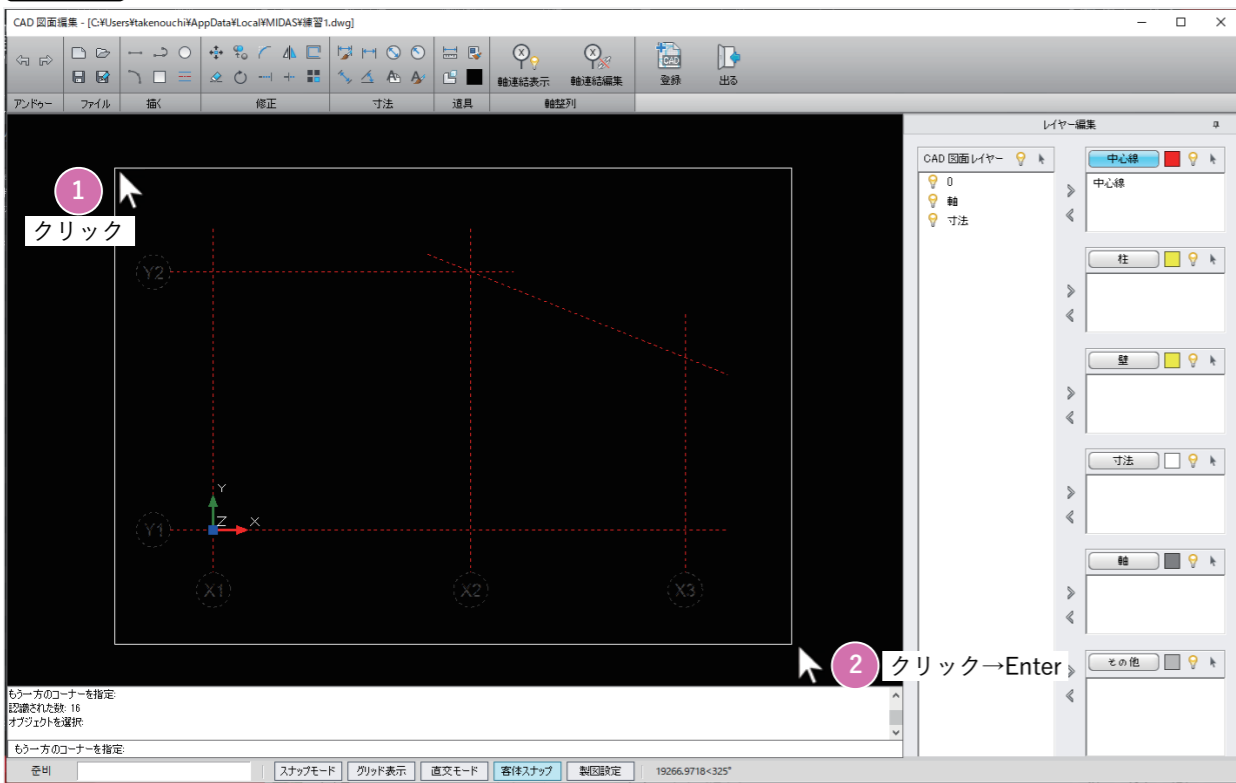 CAD 図面編集 - [C:¥Users¥takenouchi¥AppData¥Local¥MIDAS¥練習1.dwg]
軸連結表示 軸連結編集 登録 出る
アンドゥー ファイル 描く 修正 寸法 道具 軸整列
レイヤー編集
CAD 図面レイヤー
0
軸
寸法
中心線
中心線
柱
壁
寸法
軸
その他
1
クリック
Y2
Y
Z X
Y1
X1 X2 X3
2 クリック→Enter
もう一方のコーナーを指定:
認識された数: 16
オブジェクトを選択:
もう一方のコーナーを指定:
준비 スナップモード グリッド表示 直交モード 客体スナップ 製図設定 19266.9718<325°